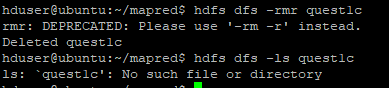 hduser@ubuntu:~/mapred$ hdfs dfs -rmr quest1c
rmr: DEPRECATED: Please use '-rm -r' instead.
Deleted quest1c
hduser@ubuntu:~/mapred$ hdfs dfs -ls quest1c
ls: `quest1c': No such file or directory